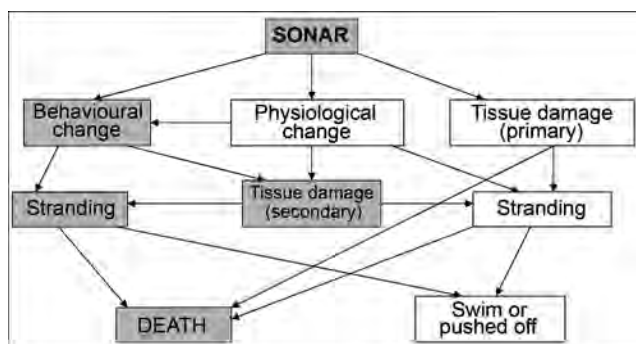 SONAR
Behavioural
change
Physiological
change
Tissue damage
(primary)
Stranding
Tissue damage
(secondary)
Stranding
DEATH
Swim or
pushed off